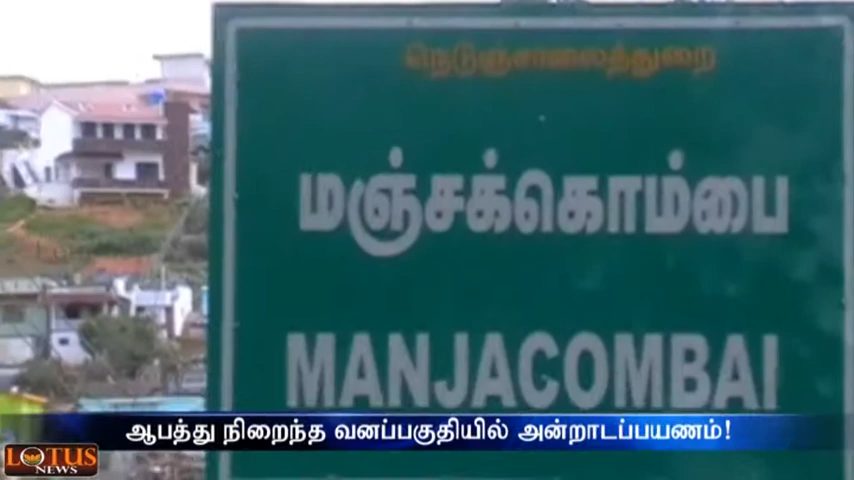 நெடுஞ்சாலைத்துறை
மஞ்சக்கொம்பை
MANJACOMBAI
ஆபத்து நிறைந்த வனப்பகுதியில் அன்றாடப்பயணம்!
LOTUS
NEWS